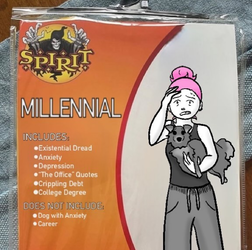 SPIRIT
MILLENNIAL
INCLUDES:
Existential Dread
Anxiety
Depression
"The Office" Quotes
Crippling Debt
College Degree
DOES NOT INCLUDE:
Dog with Anxiety
Career